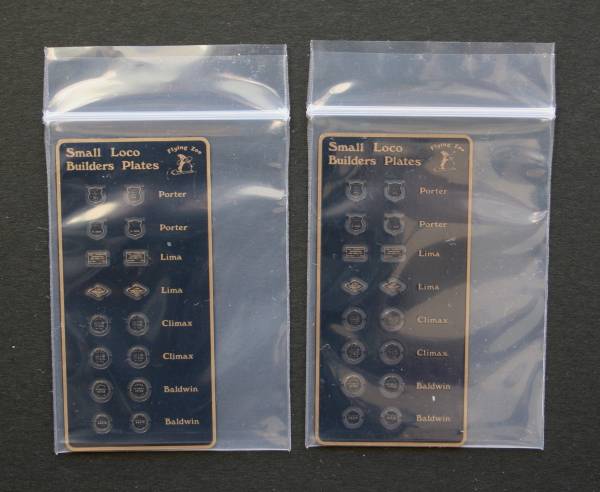 Small Loco
Builders Plates
Flying Zoo
Porter
Porter
Lima
Lima
Climax
Climax
Baldwin
Baldwin
Small Loco
Builders Plates
Flying Zoo
Porter
Porter
Lima
Lima
Climax
Climax
Baldwin
Baldwin